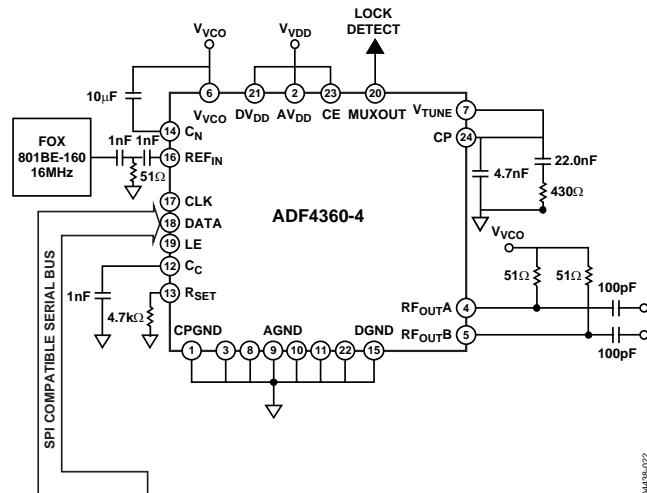 LOCK
DETECT
VVCO
VVDD
10µF
6
21
2
23
20
VVCO
DVDD
AVDD
CE
MUXOUT
VTUNE
7
CP
24
14
CN
FOX
801BE-160
16MHz
1nF
1nF
16
REFIN
51Ω
4.7nF
22.0nF
430Ω
17
CLK
18
DATA
19
LE
ADF4360-4
12
CC
13
RSET
1nF
4.7kΩ
VVCO
51Ω
51Ω
100pF
RFOUTA
4
RFOUTB
5
100pF
CPGND
AGND
DGND
1
3
8
9
10
11
22
15
SPI COMPATIBLE SERIAL BUS
04438-022